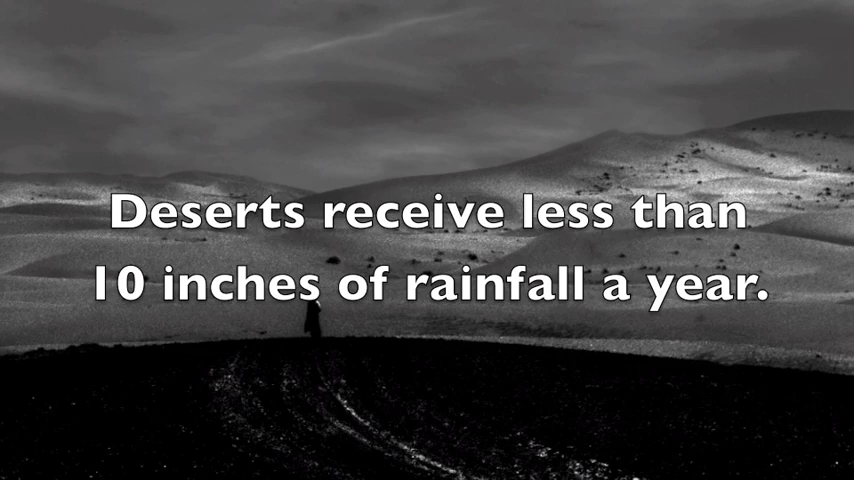 Deserts receive less than
10 inches of rainfall a year.